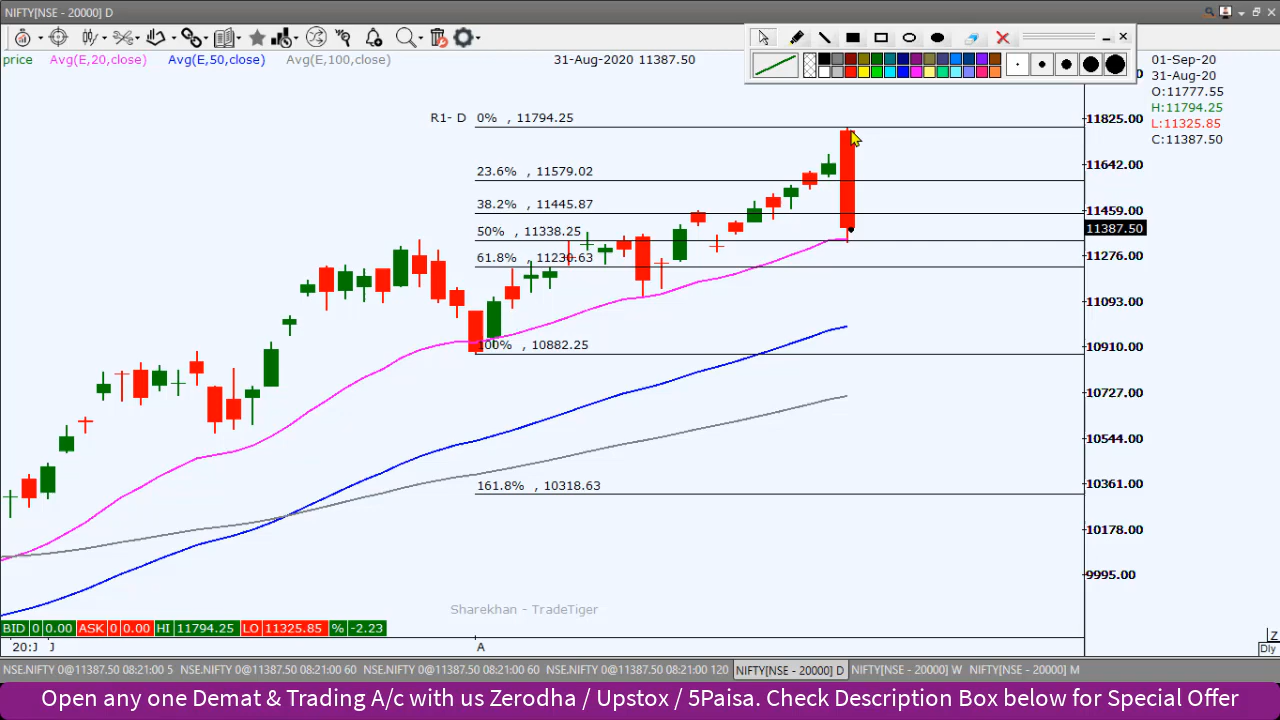 NIFTY[NSE - 20000] D
price Avg(E,20,close) Avg(E,50,close) Avg(E,100,close) 31-Aug-2020 11387.50
01-Sep-20
31-Aug-20
O:11777.55
H:11794.25
L:11325.85
C:11387.50
R1- D 0% , 11794.25
23.6% , 11579.02
38.2% , 11445.87
50% , 11338.25
61.8% , 11230.63
100% , 10882.25
161.8% , 10318.63
11825.00
11642.00
11459.00
11387.50
11276.00
11093.00
10910.00
10727.00
10544.00
10361.00
10178.00
9995.00
Sharekhan - TradeTiger
BID 0 0.00 ASK 0 0.00 HI 11794.25 LO 11325.85 % -2.23
20:J J A
Z
Dly
NSE.NIFTY 0@11387.50 08:21:00 5 NSE.NIFTY 0@11387.50 08:21:00 60 NSE.NIFTY 0@11387.50 08:21:00 60 NSE.NIFTY 0@11387.50 08:21:00 120 NIFTY[NSE - 20000] D NIFTY[NSE - 20000] W NIFTY[NSE - 20000] M
Open any one Demat & Trading A/c with us Zerodha / Upstox / 5Paisa. Check Description Box below for Special Offer